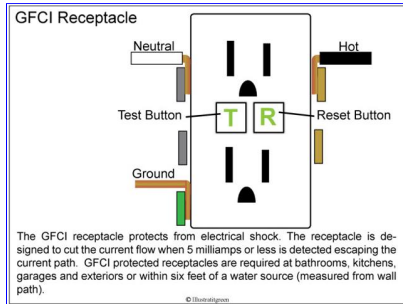 GFCI Receptacle
Neutral
Hot
Test Button
T
R
Reset Button
Ground
The GFCI receptacle protects from electrical shock. The receptacle is de-
signed to cut the current flow when 5 milliamps or less is detected escaping the
current path. GFCI protected receptacles are required at bathrooms, kitchens,
garages and exteriors or within six feet of a water source (measured from wall
path).
© Illustratitgreen